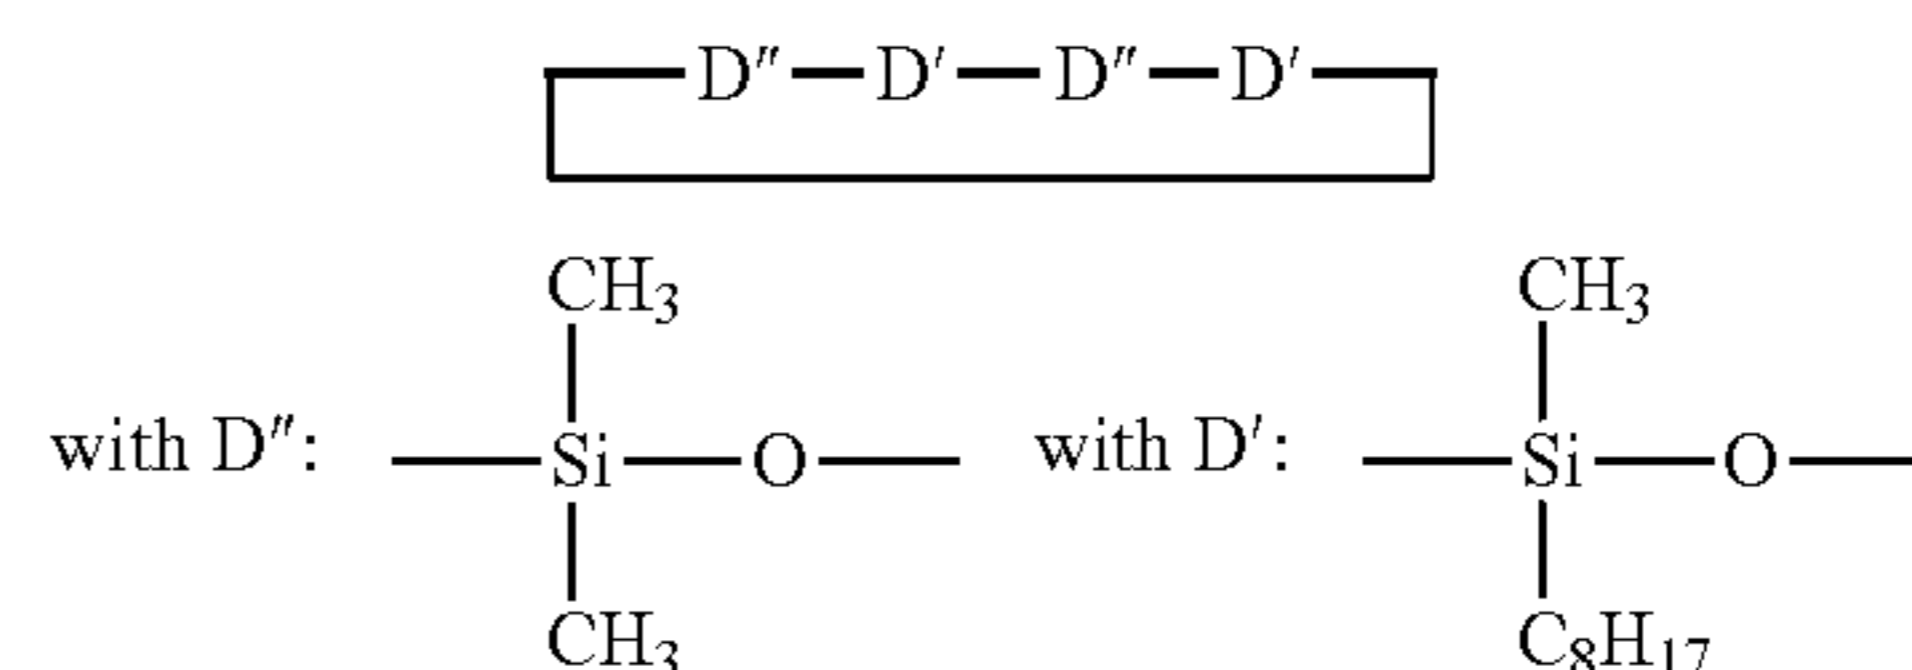 D″—D′—D″—D′
CH₃ CH₃
with D″: —Si—O— with D′: —Si—O—
CH₃ C₈H₁₇